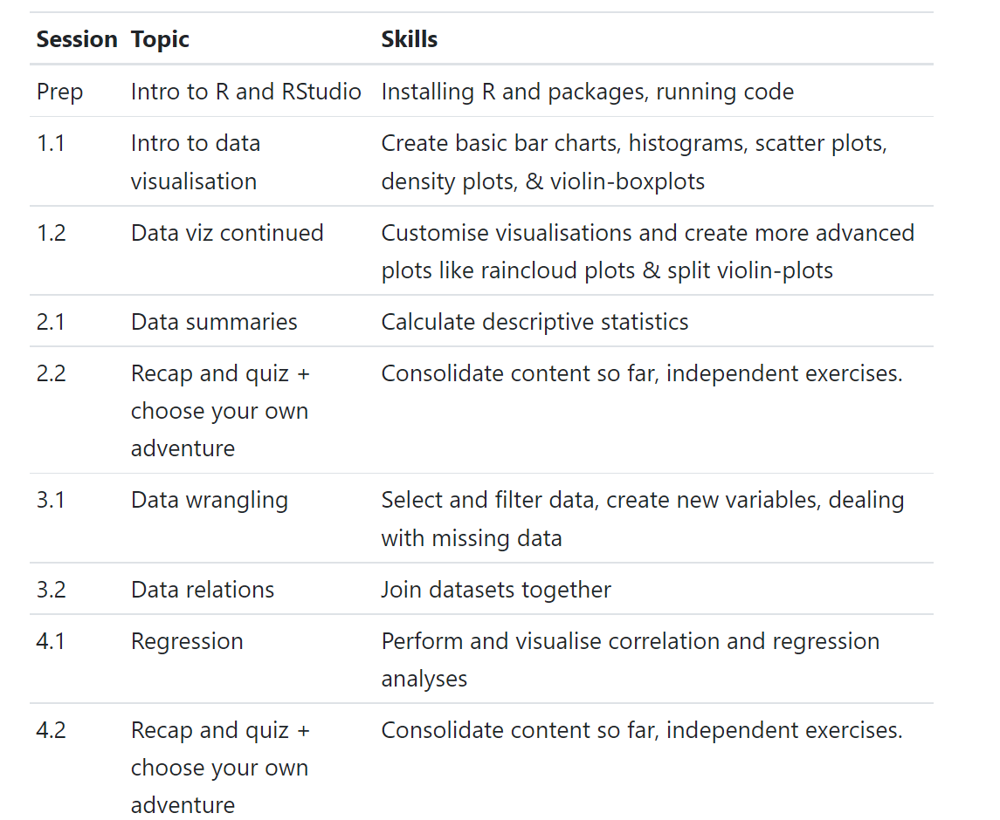 Session Topic Skills
Prep Intro to R and RStudio Installing R and packages, running code
1.1 Intro to data Create basic bar charts, histograms, scatter plots,
visualisation density plots, & violin-boxplots
1.2 Data viz continued Customise visualisations and create more advanced
plots like raincloud plots & split violin-plots
2.1 Data summaries Calculate descriptive statistics
2.2 Recap and quiz + Consolidate content so far, independent exercises.
choose your own
adventure
3.1 Data wrangling Select and filter data, create new variables, dealing
with missing data
3.2 Data relations Join datasets together
4.1 Regression Perform and visualise correlation and regression
analyses
4.2 Recap and quiz + Consolidate content so far, independent exercises.
choose your own
adventure